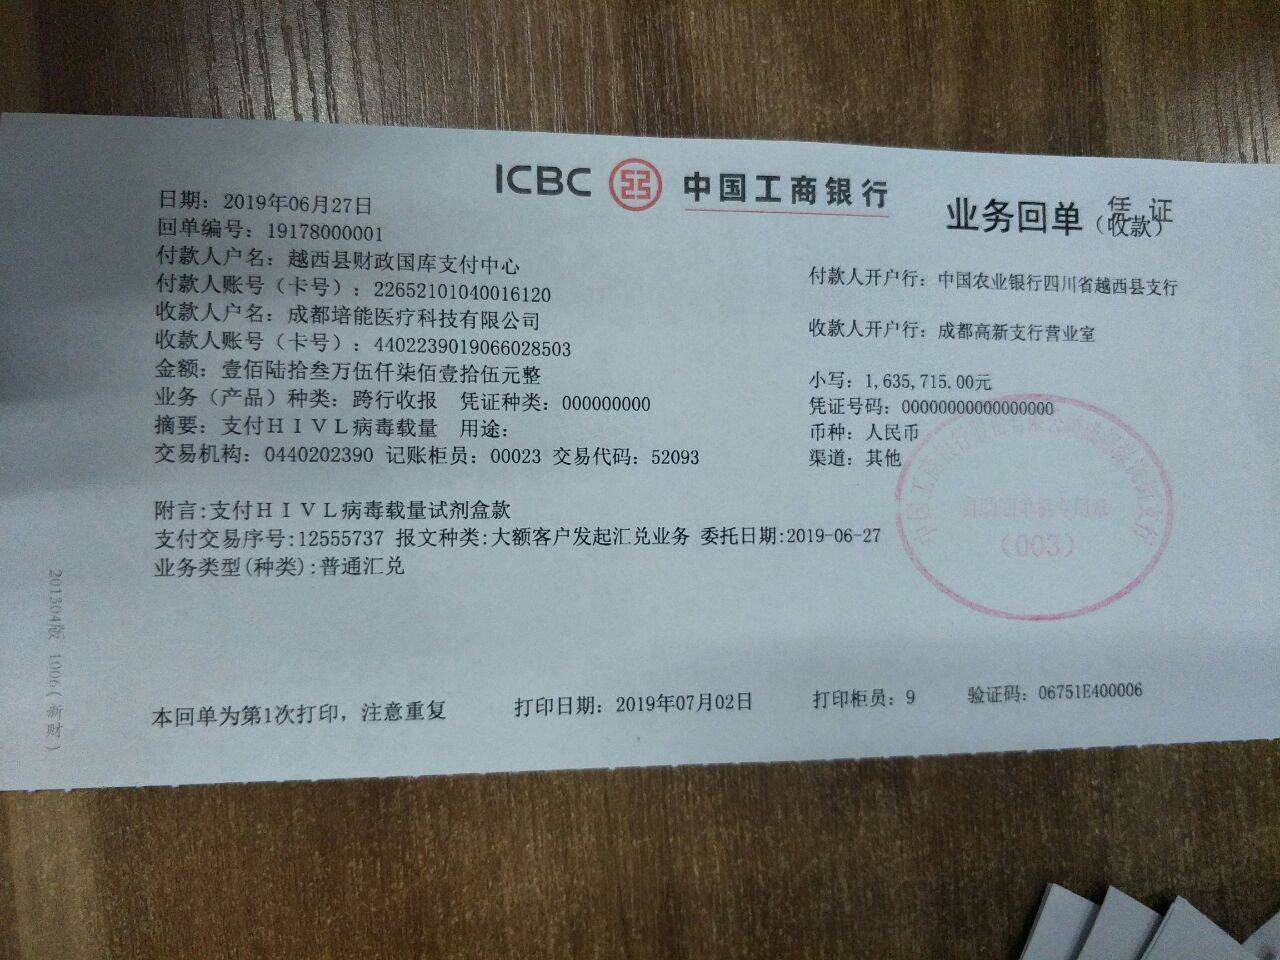 ICBC 中国工商银行
业务回单（收款）
凭 证
日期：2019年06月27日
回单编号：19178000001
付款人户名：越西县财政国库支付中心
付款人开户行：中国农业银行四川省越西县支行
付款人账号（卡号）：22652101040016120
收款人户名：成都培能医疗科技有限公司
收款人开户行：成都高新支行营业室
收款人账号（卡号）：4402239019066028503
金额：壹佰陆拾叁万伍仟柒佰壹拾伍元整
小写：1,635,715.00元
业务（产品）种类：跨行收报 凭证种类：000000000
凭证号码：00000000000000000
摘要：支付ＨＩＶＬ病毒载量 用途：
币种：人民币
交易机构：0440202390 记账柜员：00023 交易代码：52093
渠道：其他
附言:支付ＨＩＶＬ病毒载量试剂盒款
支付交易序号:12555737 报文种类:大额客户发起汇兑业务 委托日期:2019-06-27
业务类型(种类):普通汇兑
自助回单机专用章
（003）
本回单为第1次打印，注意重复 打印日期：2019年07月02日 打印柜员：9 验证码：06751E400006
201304版 1906(新财)